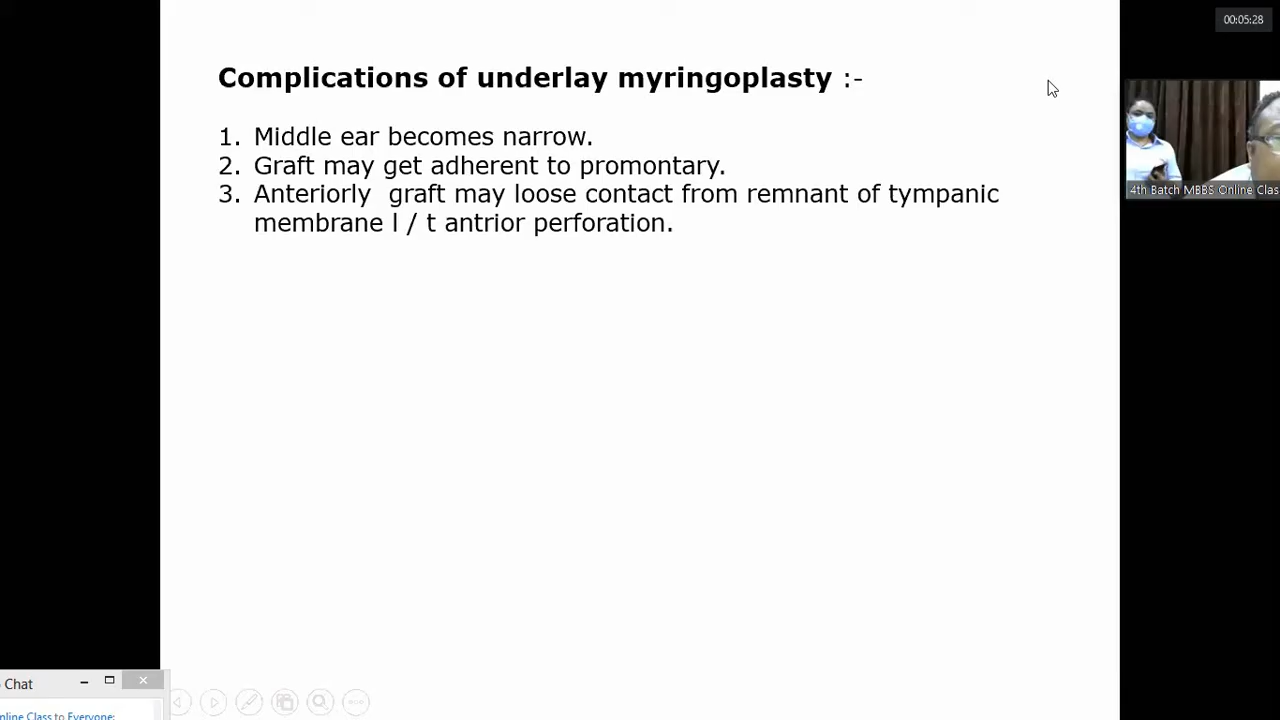 00:05:28
Complications of underlay myringoplasty :-
1. Middle ear becomes narrow.
2. Graft may get adherent to promontary.
3. Anteriorly graft may loose contact from remnant of tympanic
membrane l / t antrior perforation.
4th Batch MBBS Online Clas
Chat
nline Class to Everyone: